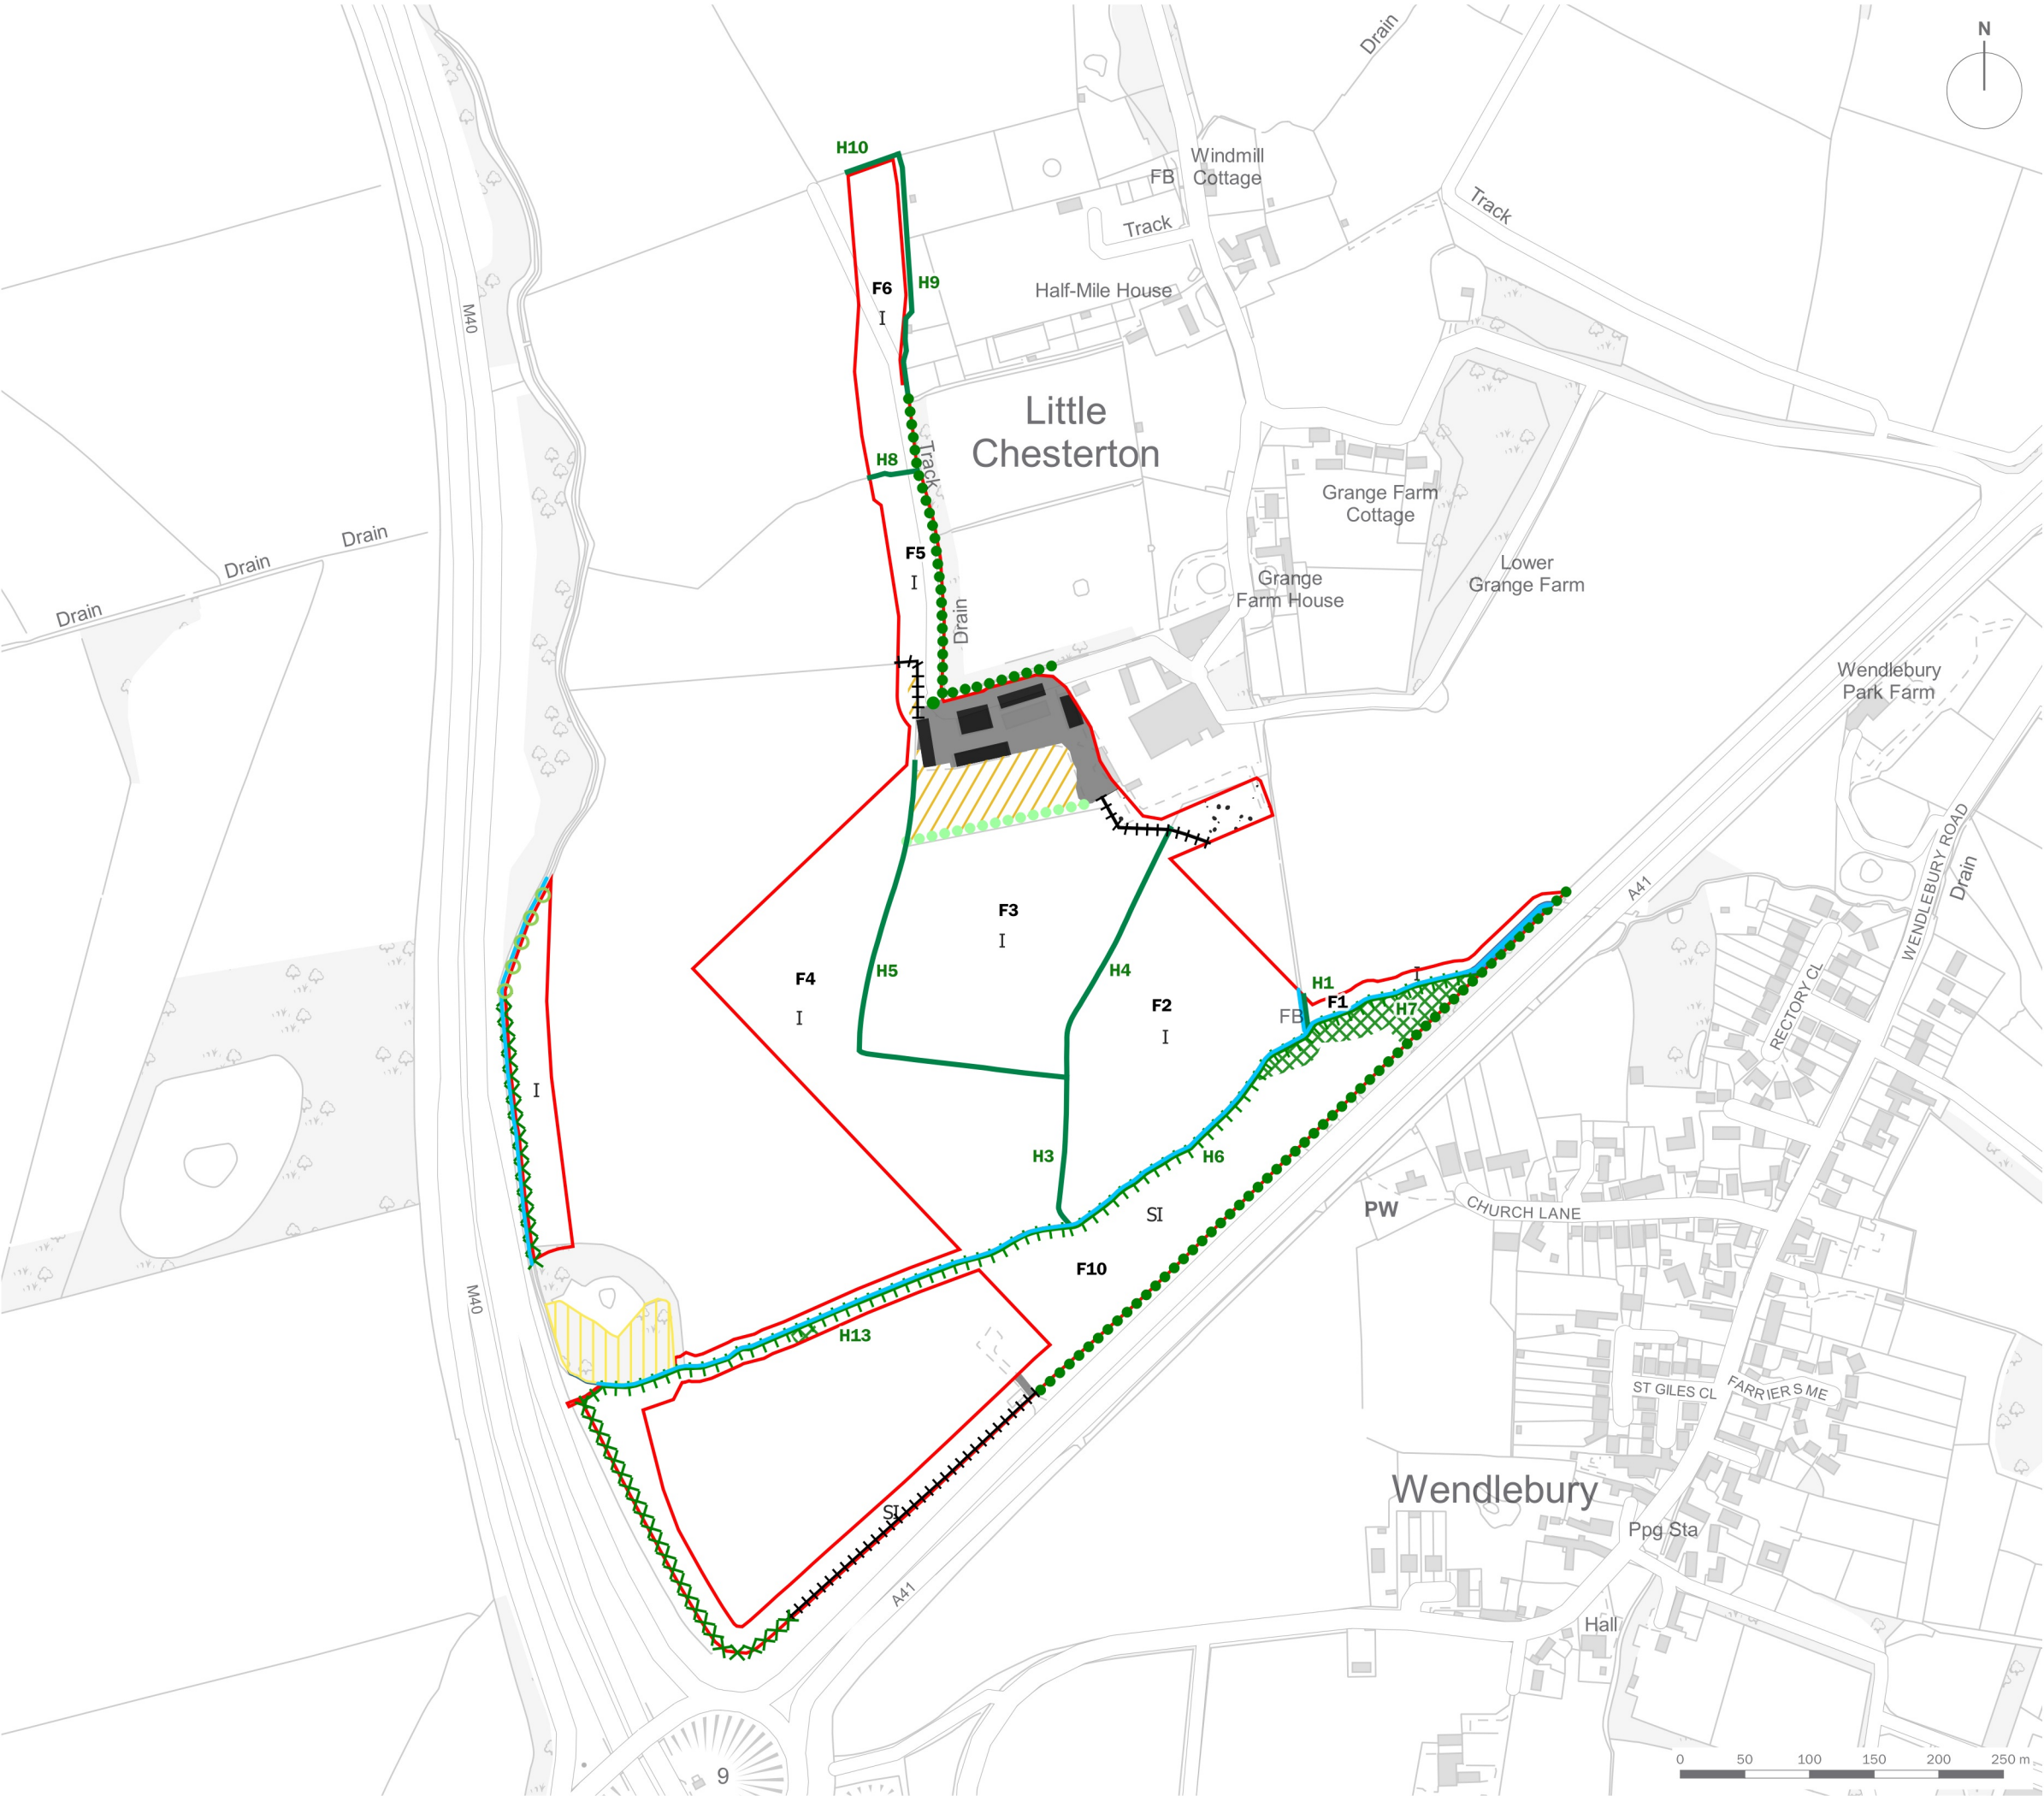 N
Drain
H10
Windmill
Cottage
FB
Track
Track
M40
F6
I
H9
Half-Mile House
Little
Chesterton
Track
H8
Grange Farm
Cottage
Drain
Drain
Drain
F5
I
Drain
Grange
Farm House
Lower
Grange Farm
Wendlebury
Park Farm
WENDLEBURY ROAD
Drain
A41
F3
I
H5
H4
F4
I
F2
I
H1
F1
I
H7
FB
RECTORY CL
I
H3
H6
SI
PW
CHURCH LANE
F10
M40
H13
ST GILES CL
FARRIERS ME
SI
Wendlebury
Ppg Sta
A41
Hall
9
0 50 100 150 200 250 m